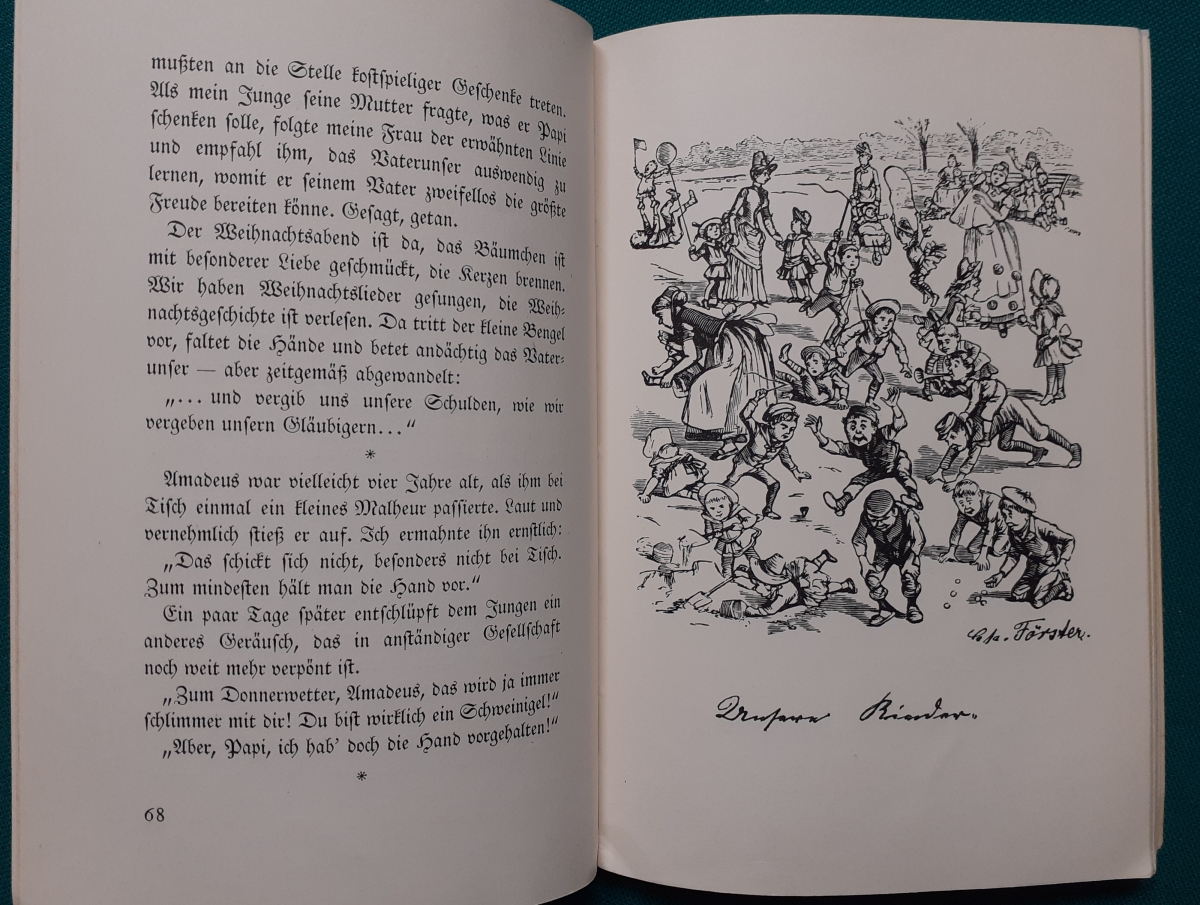 mußten an die Stelle kostspieliger Geschenke treten.
Als mein Junge seine Mutter fragte, was er Papi
schenken solle, folgte meine Frau der erwähnten Linie
und empfahl ihm, das Vaterunser auswendig zu
lernen, womit er seinem Vater zweifellos die größte
Freude bereiten könne. Gesagt, getan.
Der Weihnachtsabend ist da, das Bäumchen ist
mit besonderer Liebe geschmückt, die Kerzen brennen.
Wir haben Weihnachtslieder gesungen, die Weih-
nachtsgeschichte ist verlesen. Da tritt der kleine Bengel
vor, faltet die Hände und betet andächtig das Vater-
unser — aber zeitgemäß abgewandelt:
„... und vergib uns unsere Schulden, wie wir
vergeben unsern Gläubigern..."
*
Amadeus war vielleicht vier Jahre alt, als ihm bei
Tisch einmal ein kleines Malheur passierte. Laut und
vernehmlich stieß er auf. Ich ermahnte ihn ernstlich:
„Das schickt sich nicht, besonders nicht bei Tisch.
Zum mindesten hält man die Hand vor."
Ein paar Tage später entschlüpft dem Jungen ein
anderes Geräusch, das in anständiger Gesellschaft
noch weit mehr verpönt ist.
„Zum Donnerwetter, Amadeus, das wird ja immer
schlimmer mit dir! Du bist wirklich ein Schweinigel!"
„Aber, Papi, ich hab' doch die Hand vorgehalten!"
*
68
Förster.
Unsere Kinder.